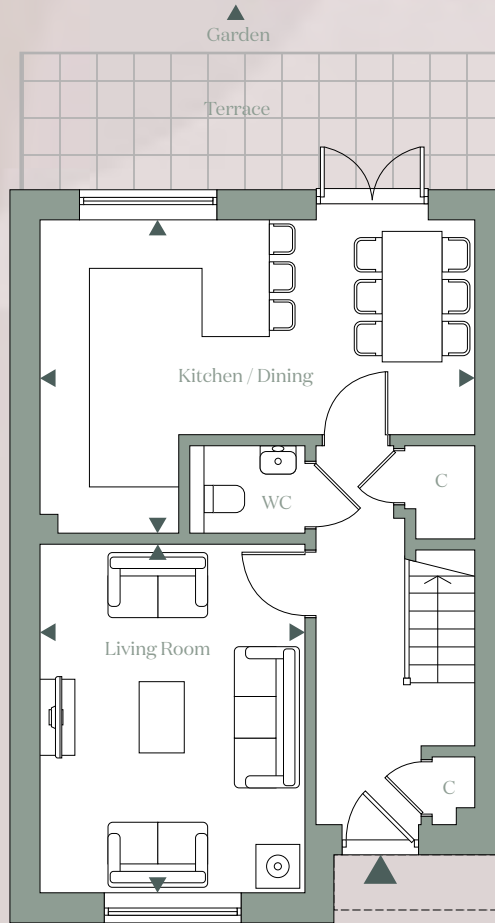 Garden
Terrace
Kitchen / Dining
WC
C
Living Room
C